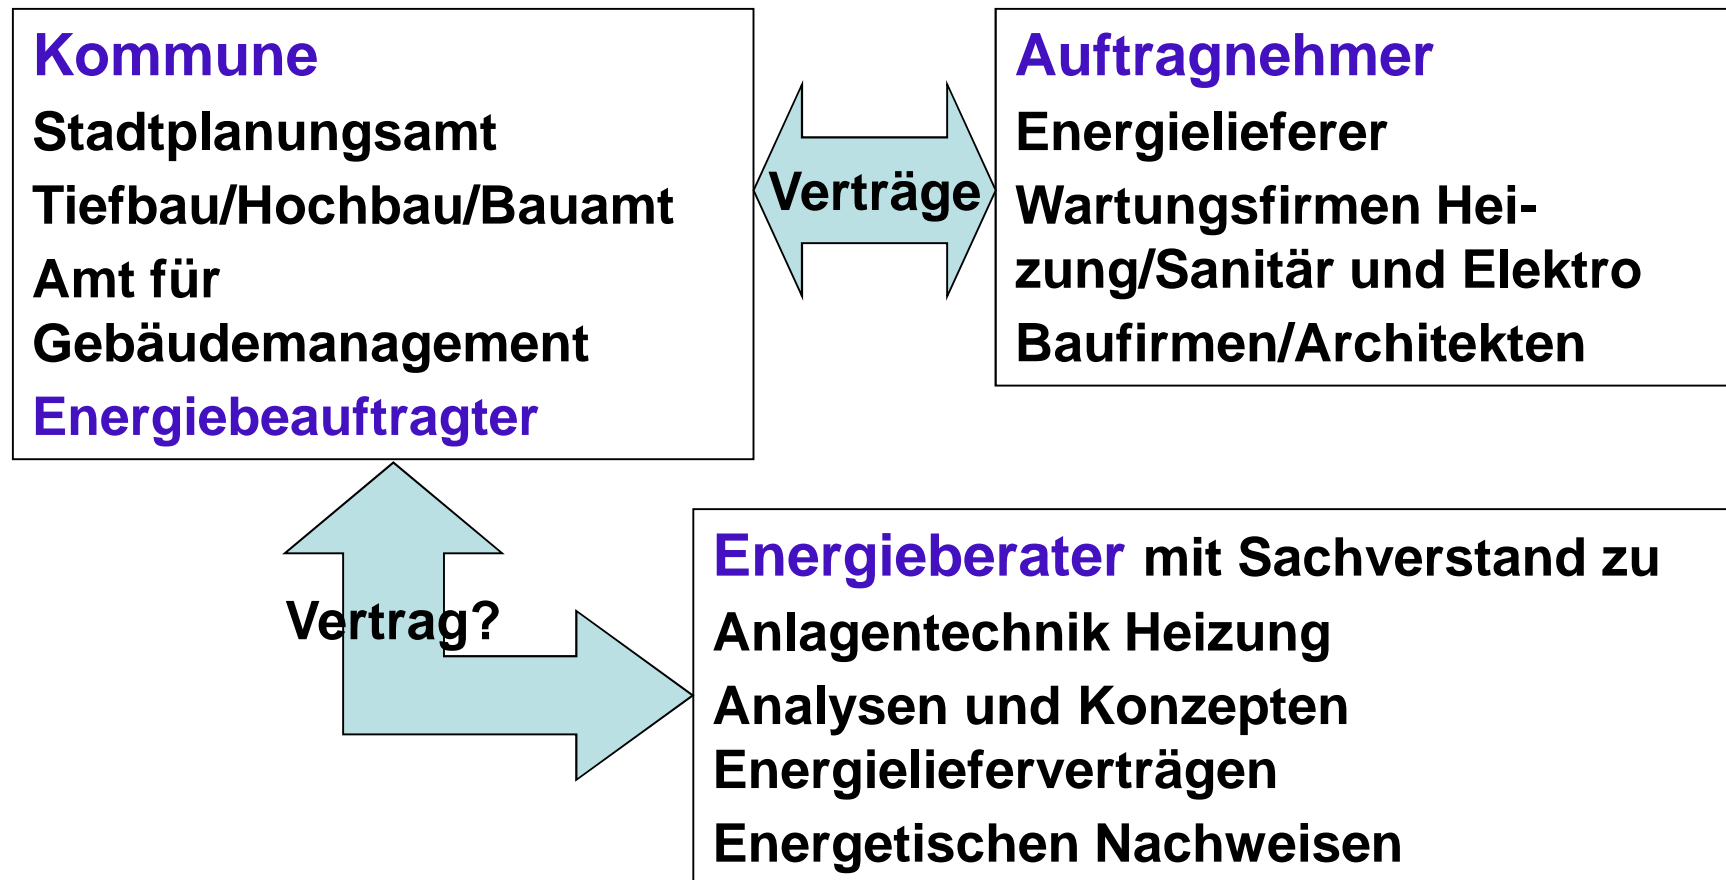 Kommune
Stadtplanungsamt
Tiefbau/Hochbau/Bauamt
Amt für
Gebäudemanagement
Energiebeauftragter
Verträge
Auftragnehmer
Energielieferer
Wartungsfirmen Hei-
zung/Sanitär und Elektro
Baufirmen/Architekten
Vertrag?
Energieberater mit Sachverstand zu
Anlagentechnik Heizung
Analysen und Konzepten
Energielieferverträgen
Energetischen Nachweisen